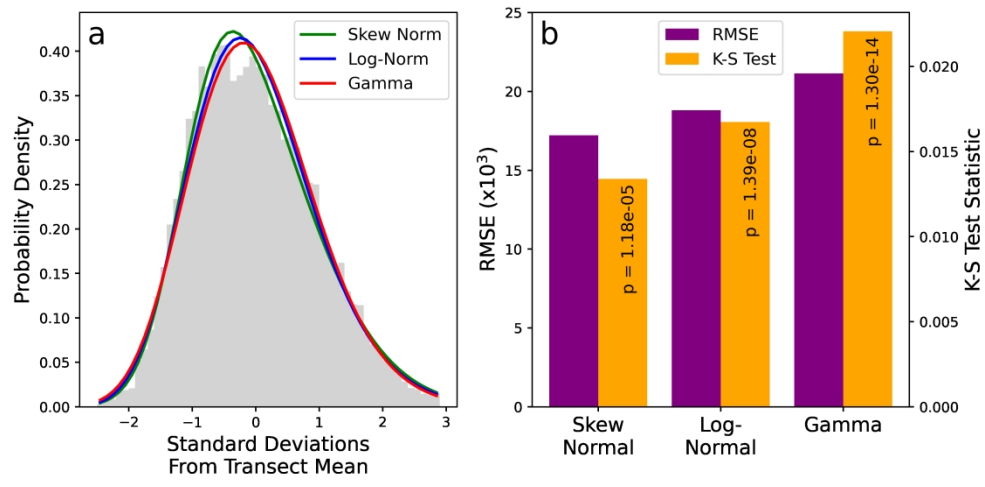 a
Skew Norm
Log-Norm
Gamma
Probability Density
0.40
0.35
0.30
0.25
0.20
0.15
0.10
0.05
0.00
−2
−1
0
1
2
3
Standard Deviations
From Transect Mean
b
RMSE
K-S Test
RMSE (x10³)
25
20
15
10
5
0
p = 1.18e-05
p = 1.39e-08
p = 1.30e-14
Skew
Normal
Log-
Normal
Gamma
0.020
0.015
0.010
0.005
0.000
K-S Test Statistic